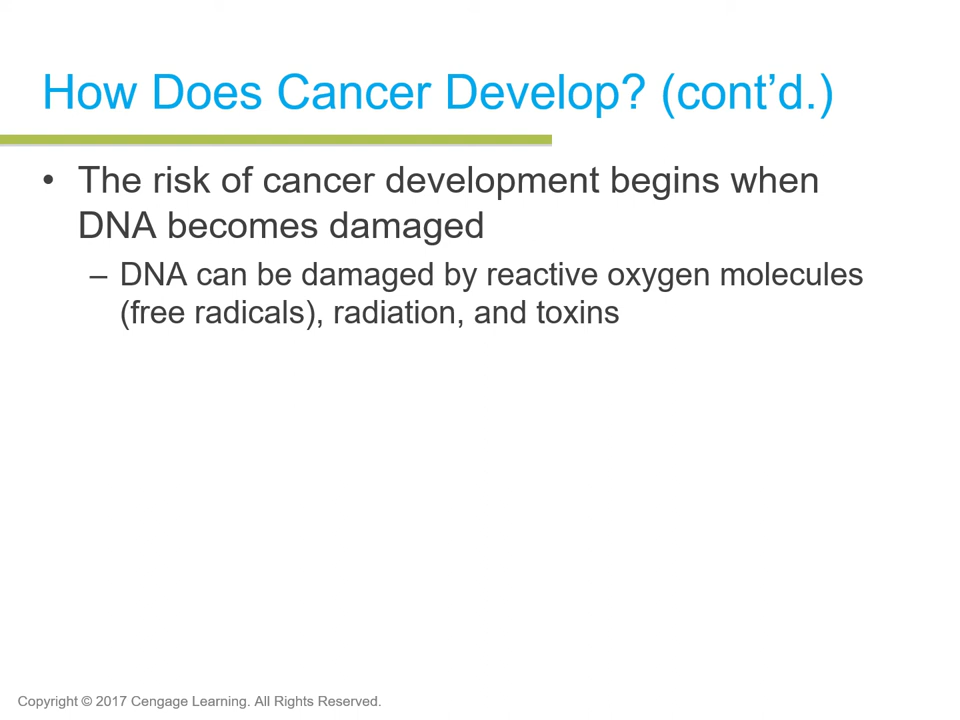 How Does Cancer Develop? (cont’d.)
• The risk of cancer development begins when
DNA becomes damaged
– DNA can be damaged by reactive oxygen molecules
(free radicals), radiation, and toxins
Copyright © 2017 Cengage Learning. All Rights Reserved.